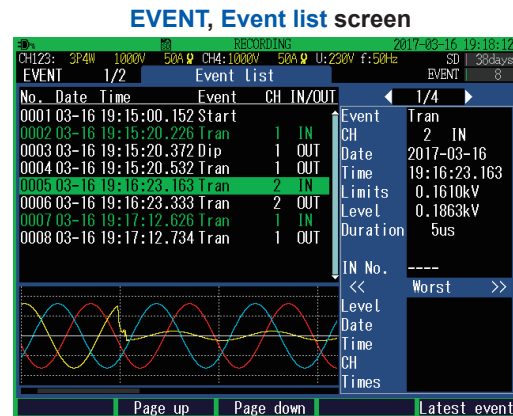 EVENT, Event list screen
RECORDING 2017-03-16 19:18:12
CH123: 3P4W 1000V 50A CH4:1000V 50A U:230V f:50Hz SD 38days
EVENT 1/2 Event list EVENT 8
No. Date Time Event CH IN/OUT
0001 03-16 19:15:00.152 Start
0002 03-16 19:15:20.226 Tran 1 IN
0003 03-16 19:15:20.372 Dip 1 OUT
0004 03-16 19:15:20.532 Tran 1 OUT
0005 03-16 19:16:23.163 Tran 2 IN
0006 03-16 19:16:23.333 Tran 2 OUT
0007 03-16 19:17:12.626 Tran 1 IN
0008 03-16 19:17:12.734 Tran 1 OUT
1/4
Event Tran
CH 2 IN
Date 2017-03-16
Time 19:16:23.163
Limits 0.1610kV
Level 0.1863kV
Duration 5us
IN No. ----
<< Worst >>
Level
Date
Time
CH
Times
Page up Page down Latest event